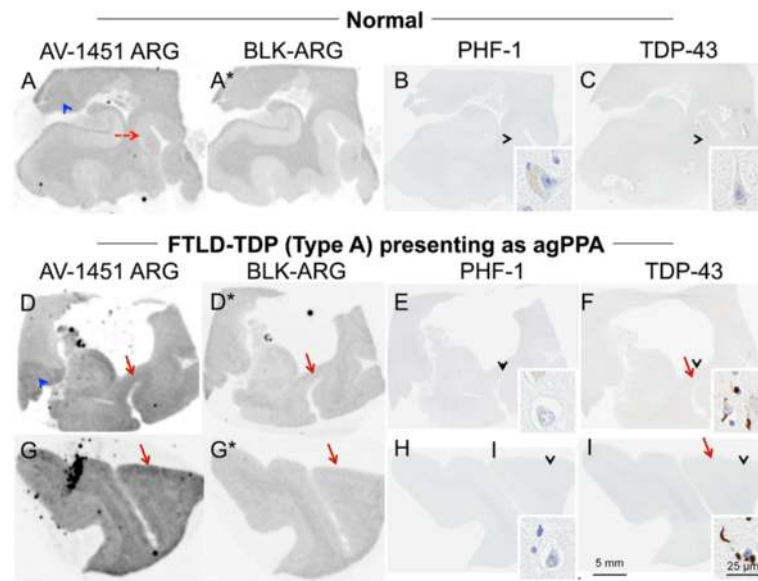 Normal
AV-1451 ARG BLK-ARG PHF-1 TDP-43
A A* B C
FTLD-TDP (Type A) presenting as agPPA
AV-1451 ARG BLK-ARG PHF-1 TDP-43
D D* E F
G G* H I I
5 mm 25 µm